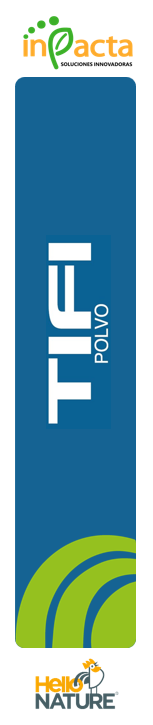 inpacta
SOLUCIONES INNOVADORAS
TIFI
POLVO
Hello
NATURE®